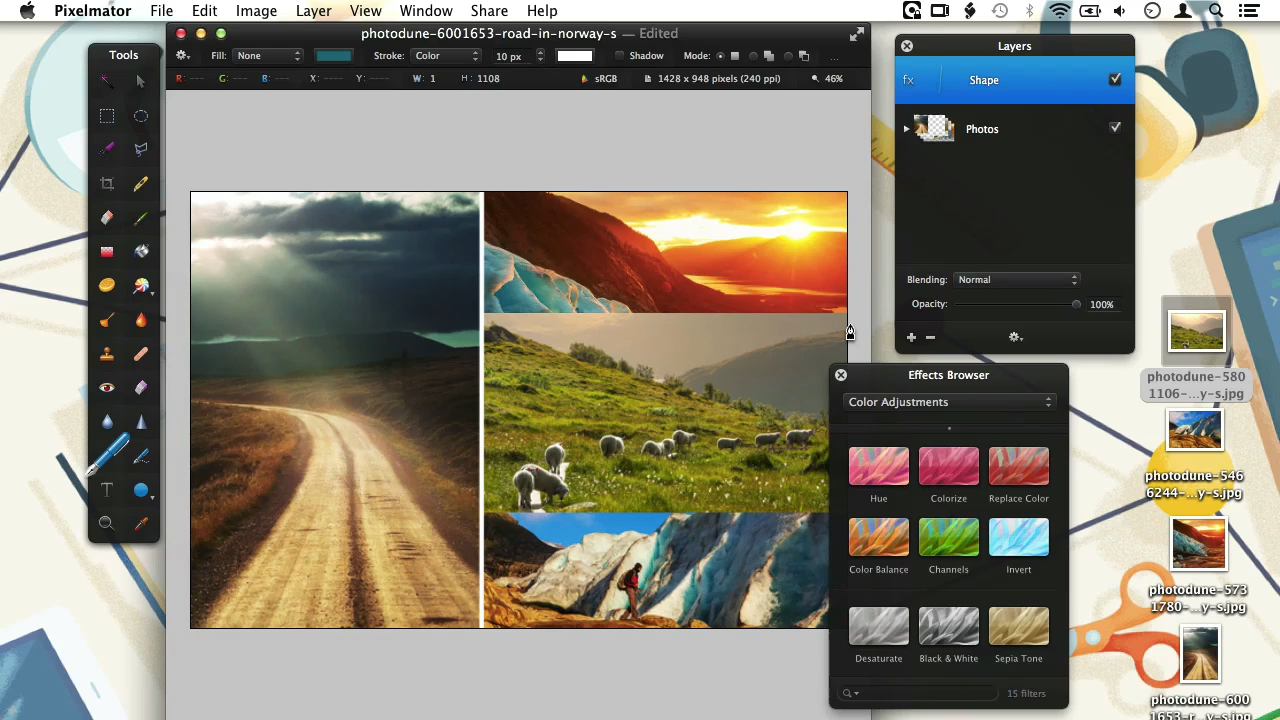 Pixelmator File Edit Image Layer View Window Share Help
Tools
photodune-6001653-road-in-norway-s — Edited
Fill: None Stroke: Color 10 px Shadow Mode: ...
R: --- G: --- B: --- X: ---- Y: ---- W: 1 H: 1108 sRGB 1428 x 948 pixels (240 ppi) 46%
Layers
fx Shape
Photos
Blending: Normal
Opacity: 100%
Effects Browser
Color Adjustments
Hue Colorize Replace Color
Color Balance Channels Invert
Desaturate Black & White Sepia Tone
15 filters
photodune-580
1106-...y-s.jpg
photodune-546
6244-...y-s.jpg
photodune-573
1780-...y-s.jpg
photodune-600
1653-r...y-s.jpg